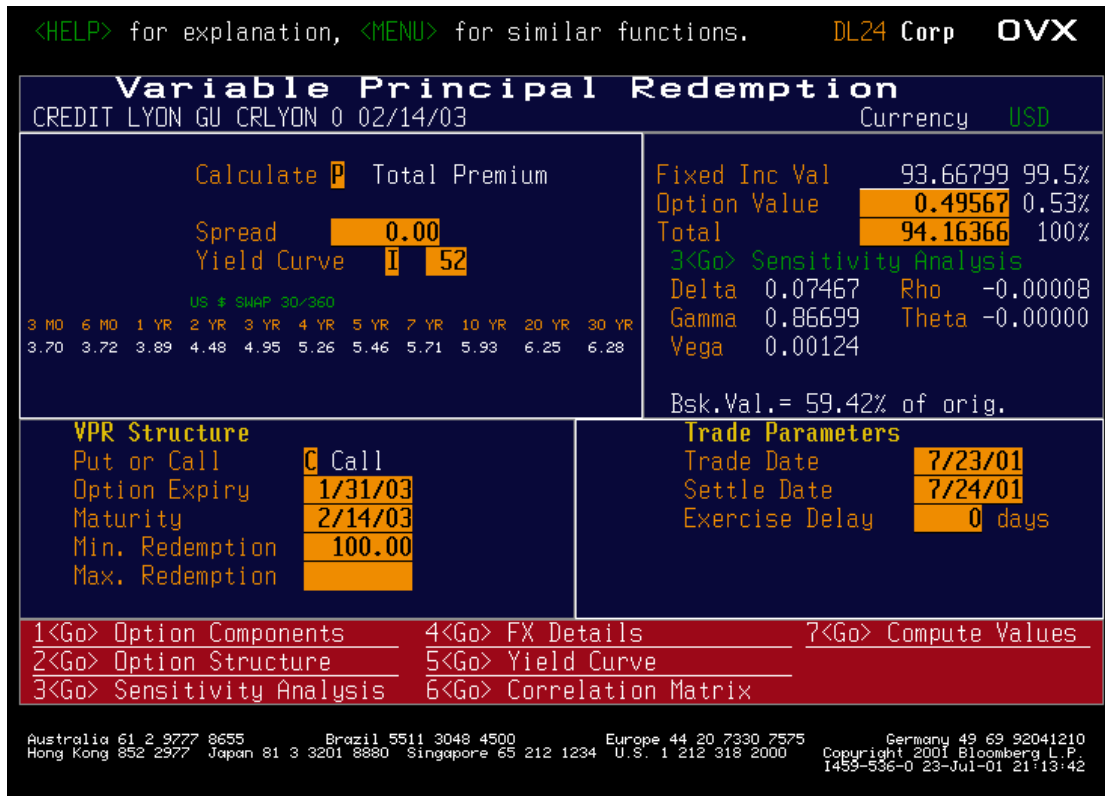 <HELP> for explanation, <MENU> for similar functions. DL24 Corp OVX
Variable Principal Redemption
CREDIT LYON GU CRLYON 0 02/14/03 Currency USD
Calculate P Total Premium
Spread 0.00
Yield Curve I 52
US $ SWAP 30/360
3 MO 6 MO 1 YR 2 YR 3 YR 4 YR 5 YR 7 YR 10 YR 20 YR 30 YR
3.70 3.72 3.89 4.48 4.95 5.26 5.46 5.71 5.93 6.25 6.28
Fixed Inc Val 93.66799 99.5%
Option Value 0.49567 0.53%
Total 94.16366 100%
3<Go> Sensitivity Analysis
Delta 0.07467 Rho -0.00008
Gamma 0.86699 Theta -0.00000
Vega 0.00124
Bsk.Val.= 59.42% of orig.
VPR Structure
Put or Call C Call
Option Expiry 1/31/03
Maturity 2/14/03
Min. Redemption 100.00
Max. Redemption
Trade Parameters
Trade Date 7/23/01
Settle Date 7/24/01
Exercise Delay 0 days
1<Go> Option Components 4<Go> FX Details 7<Go> Compute Values
2<Go> Option Structure 5<Go> Yield Curve
3<Go> Sensitivity Analysis 6<Go> Correlation Matrix
Australia 61 2 9777 8655 Brazil 5511 3048 4500 Europe 44 20 7330 7575 Germany 49 69 92041210
Hong Kong 852 2977 Japan 81 3 3201 8880 Singapore 65 212 1234 U.S. 1 212 318 2000 Copyright 2001 Bloomberg L.P.
I459-536-0 23-Jul-01 21:13:42